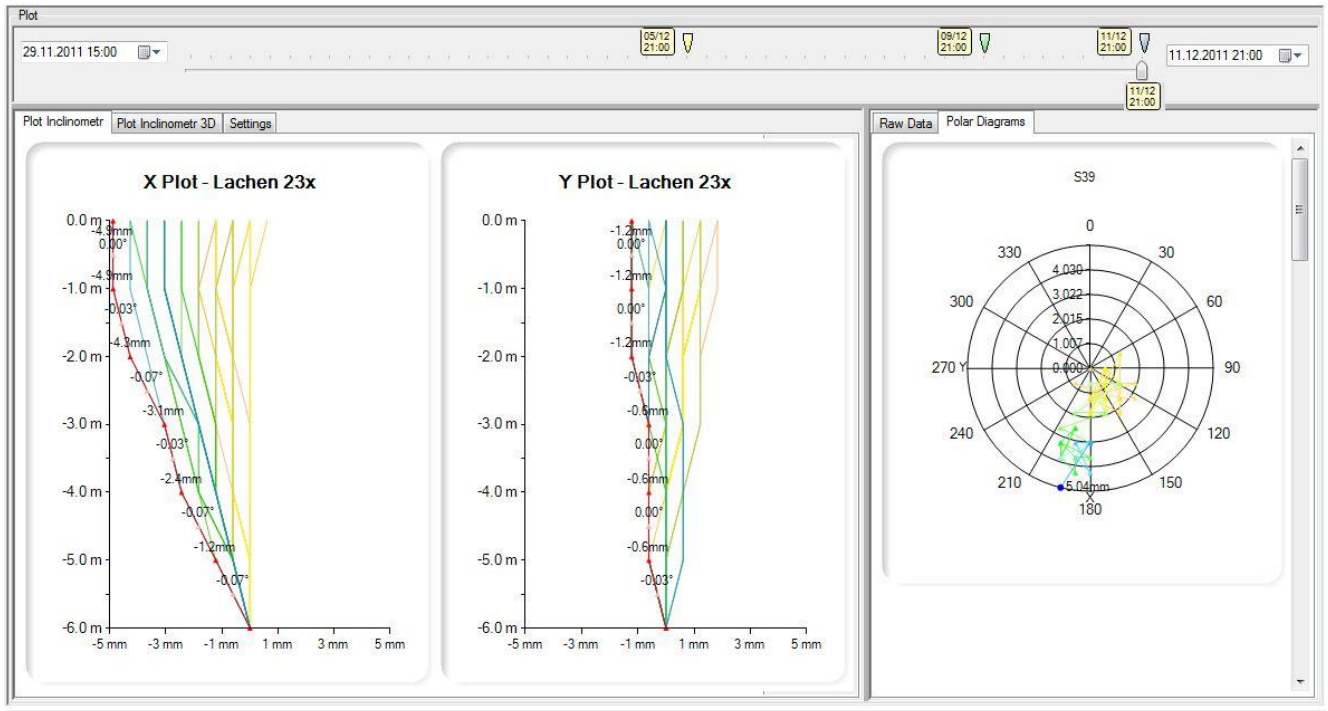 Plot
29.11.2011 15:00
05/12
21:00
09/12
21:00
11/12
21:00
11/12
21:00
11.12.2011 21:00
Plot Inclinometr
Plot Inclinometr 3D
Settings
X Plot - Lachen 23x
0.0 m
-1.0 m
-2.0 m
-3.0 m
-4.0 m
-5.0 m
-6.0 m
-4.9mm
0.00°
-4.9mm
-0.03°
-4.3mm
-0.07°
-3.1mm
-0.03°
-2.4mm
-0.07°
-1.2mm
-0.07°
-5 mm
-3 mm
-1 mm
1 mm
3 mm
5 mm
Y Plot - Lachen 23x
0.0 m
-1.0 m
-2.0 m
-3.0 m
-4.0 m
-5.0 m
-6.0 m
-1.2mm
0.00°
-1.2mm
0.00°
-1.2mm
-0.03°
-0.6mm
0.00°
-0.6mm
0.00°
-0.6mm
-0.03°
-5 mm
-3 mm
-1 mm
1 mm
3 mm
5 mm
Raw Data
Polar Diagrams
S39
0
30
60
90
120
150
180
210
240
270
300
330
Y
X
4.030
3.022
2.015
1.007
0.000
5.04mm